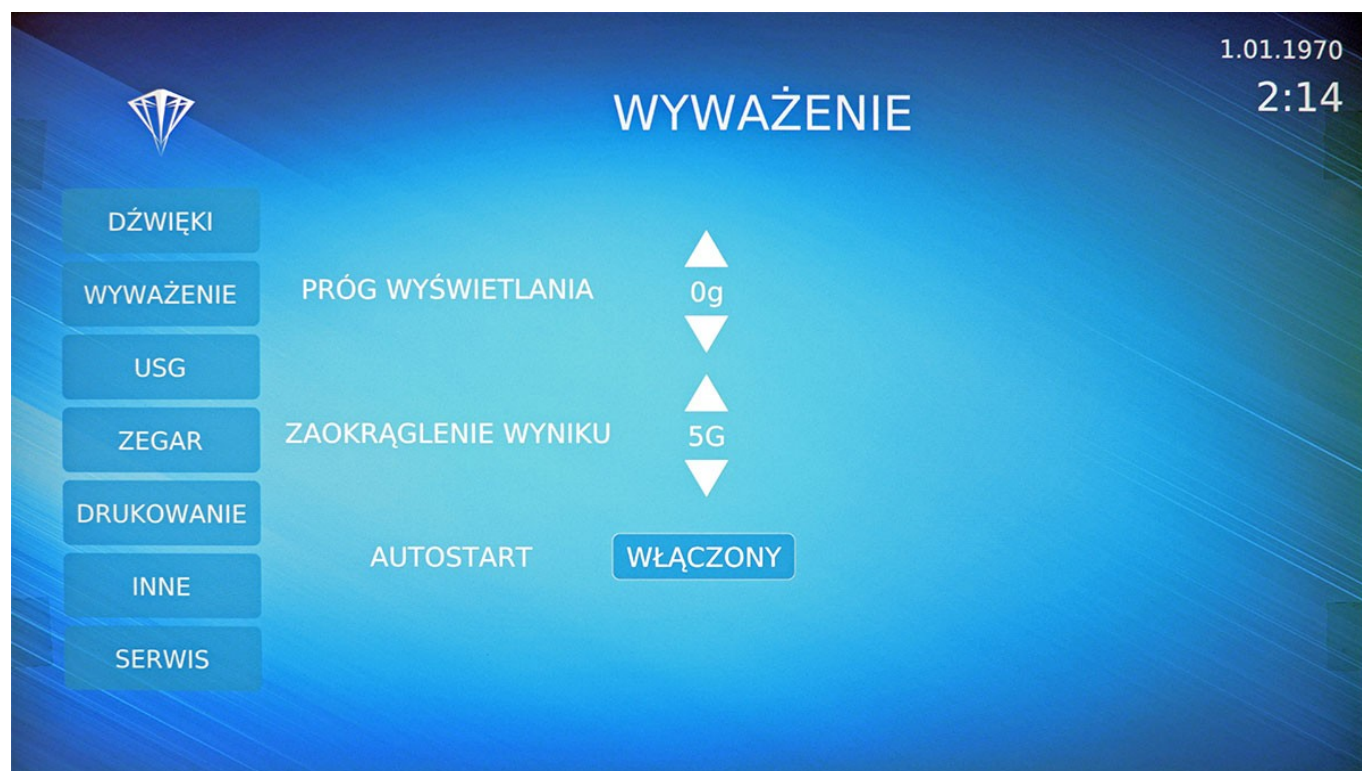 1.01.1970
2:14
WYWAŻENIE
DŹWIĘKI
WYWAŻENIE
USG
ZEGAR
DRUKOWANIE
INNE
SERWIS
PRÓG WYŚWIETLANIA
0g
ZAOKRĄGLENIE WYNIKU
5G
AUTOSTART
WŁĄCZONY